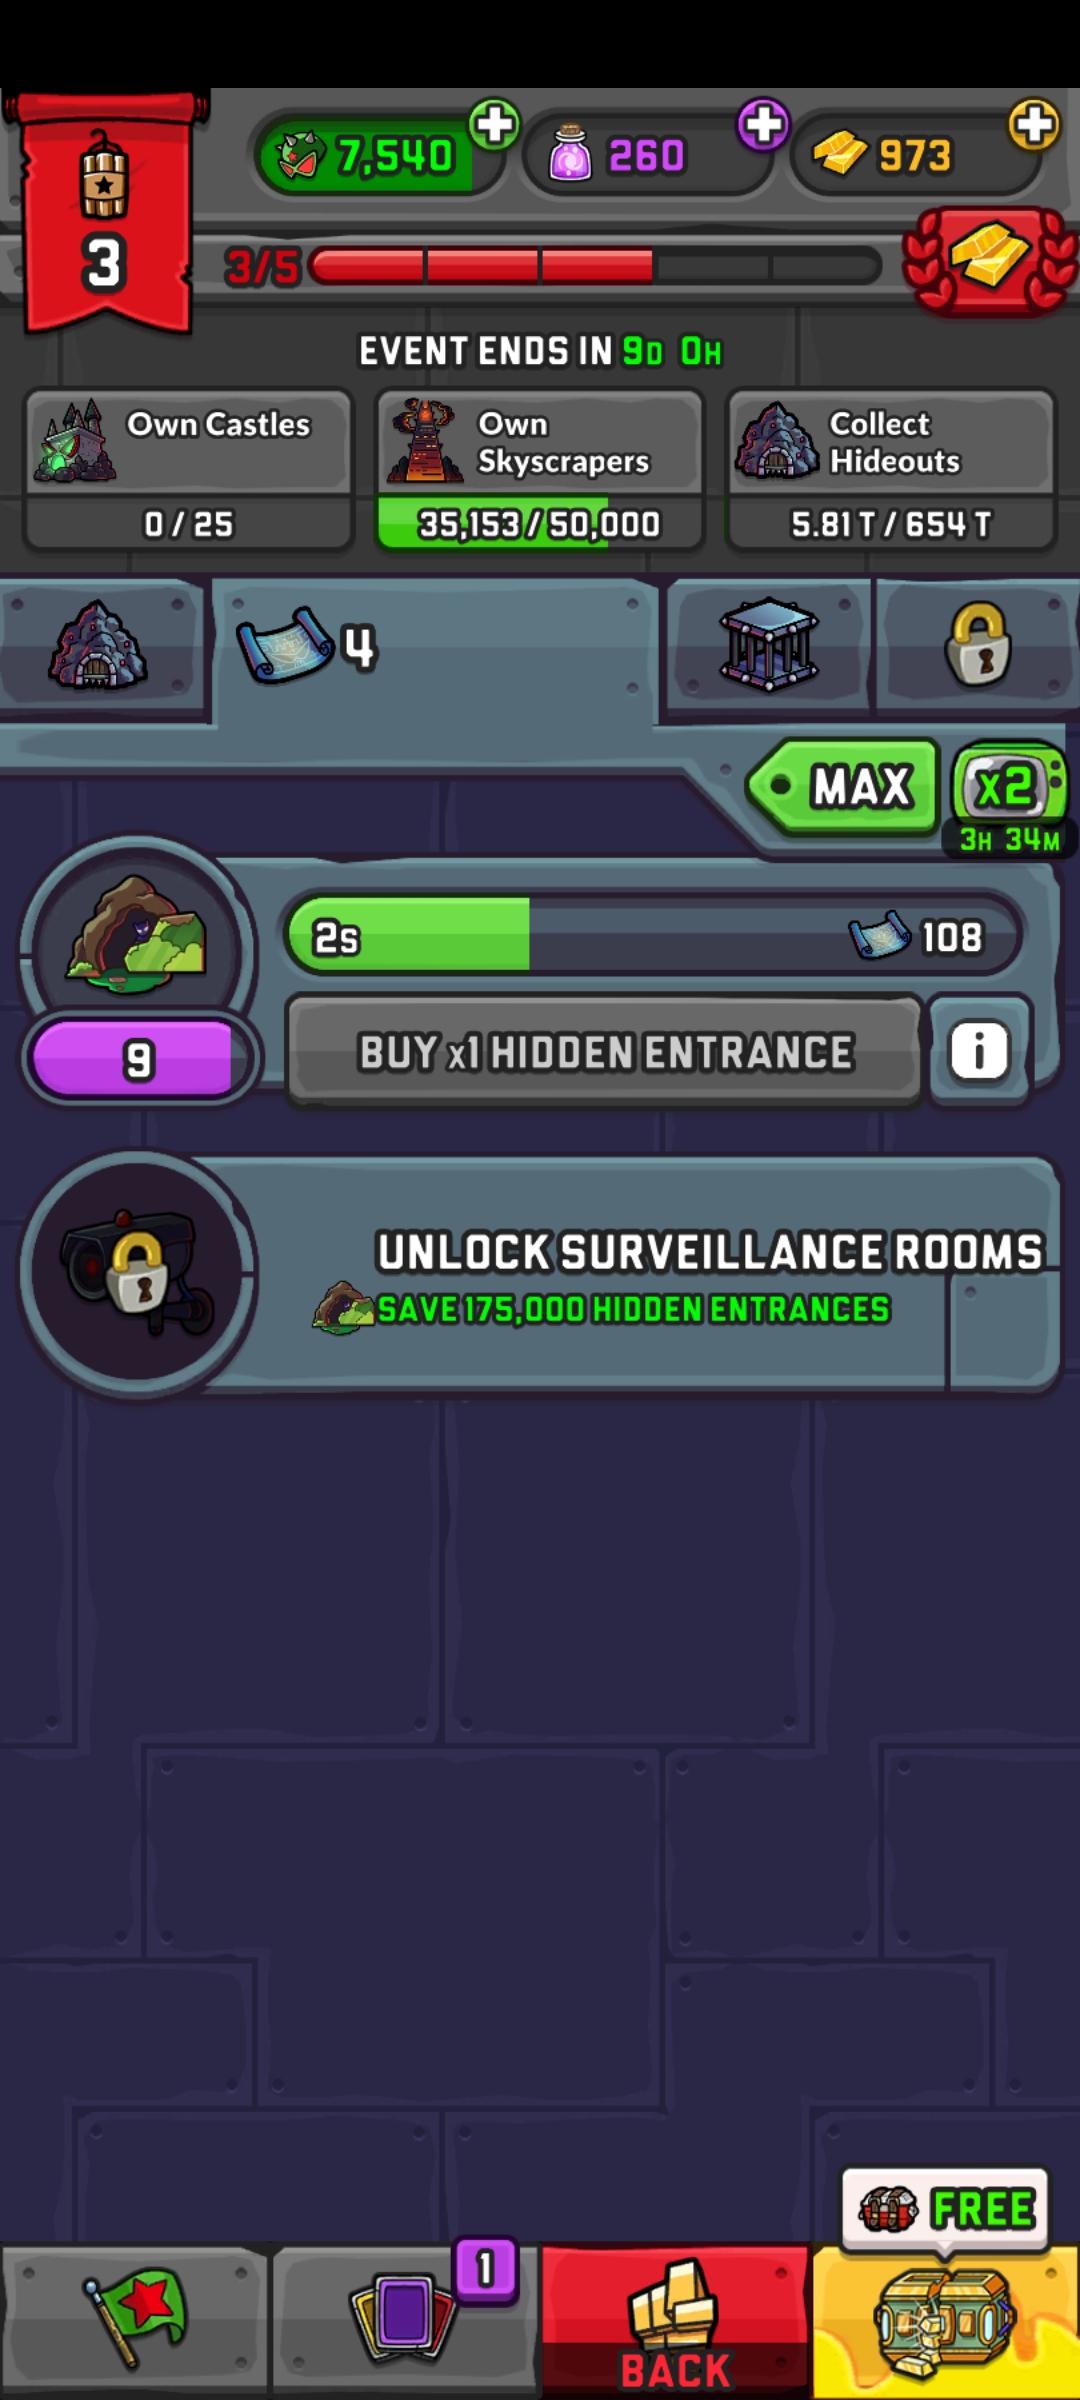 7,540
260
973
3
3/5
EVENT ENDS IN 9D 0H
Own Castles
0 / 25
Own
Skyscrapers
35,153 / 50,000
Collect
Hideouts
5.81 T / 654 T
4
MAX
x2
3H 34M
2s
108
9
BUY x1 HIDDEN ENTRANCE
i
UNLOCK SURVEILLANCE ROOMS
SAVE 175,000 HIDDEN ENTRANCES
FREE
1
BACK